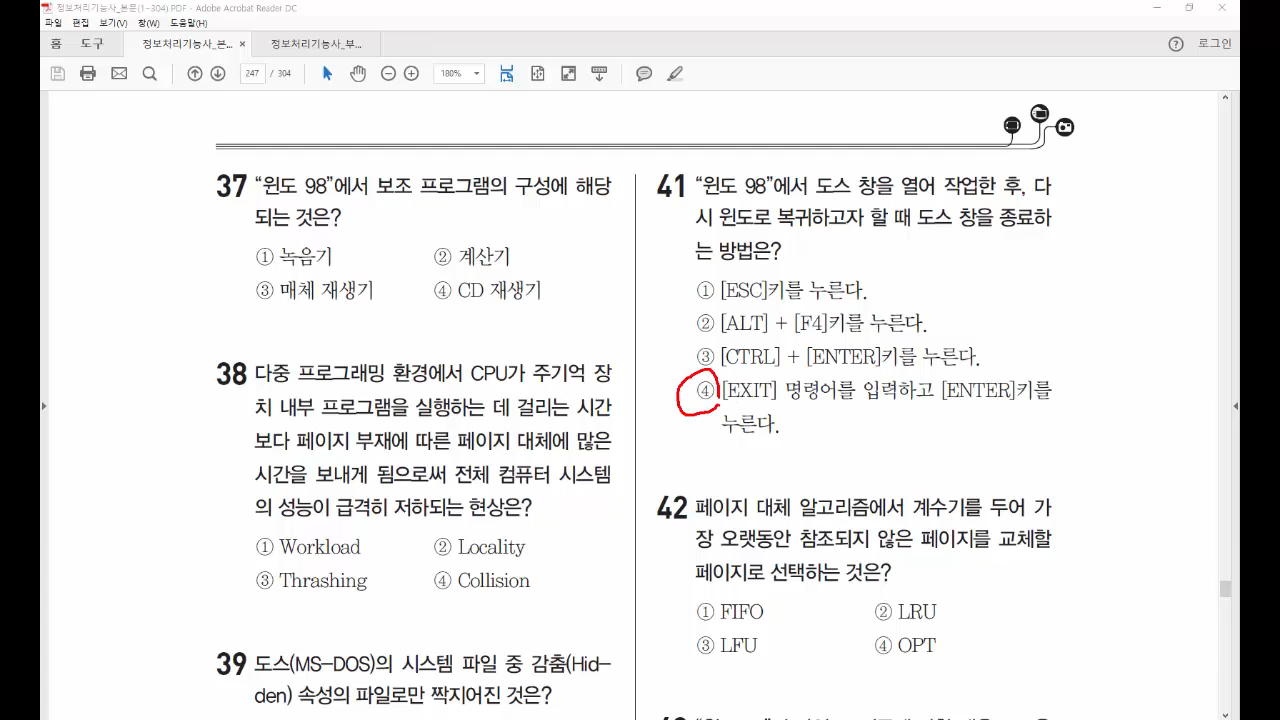 정보처리기능사_본문(1-304).PDF - Adobe Acrobat Reader DC
파일 편집 보기(V) 창(W) 도움말(H)
홈 도구 정보처리기능사_본... × 정보처리기능사_부... 로그인
247 / 304 180%
37 “윈도 98”에서 보조 프로그램의 구성에 해당
되는 것은?
① 녹음기 ② 계산기
③ 매체 재생기 ④ CD 재생기
38 다중 프로그래밍 환경에서 CPU가 주기억 장
치 내부 프로그램을 실행하는 데 걸리는 시간
보다 페이지 부재에 따른 페이지 대체에 많은
시간을 보내게 됨으로써 전체 컴퓨터 시스템
의 성능이 급격히 저하되는 현상은?
① Workload ② Locality
③ Thrashing ④ Collision
39 도스(MS-DOS)의 시스템 파일 중 감춤(Hid-
den) 속성의 파일로만 짝지어진 것은?
41 “윈도 98”에서 도스 창을 열어 작업한 후, 다
시 윈도로 복귀하고자 할 때 도스 창을 종료하
는 방법은?
① [ESC]키를 누른다.
② [ALT] + [F4]키를 누른다.
③ [CTRL] + [ENTER]키를 누른다.
④ [EXIT] 명령어를 입력하고 [ENTER]키를
누른다.
42 페이지 대체 알고리즘에서 계수기를 두어 가
장 오랫동안 참조되지 않은 페이지를 교체할
페이지로 선택하는 것은?
① FIFO ② LRU
③ LFU ④ OPT